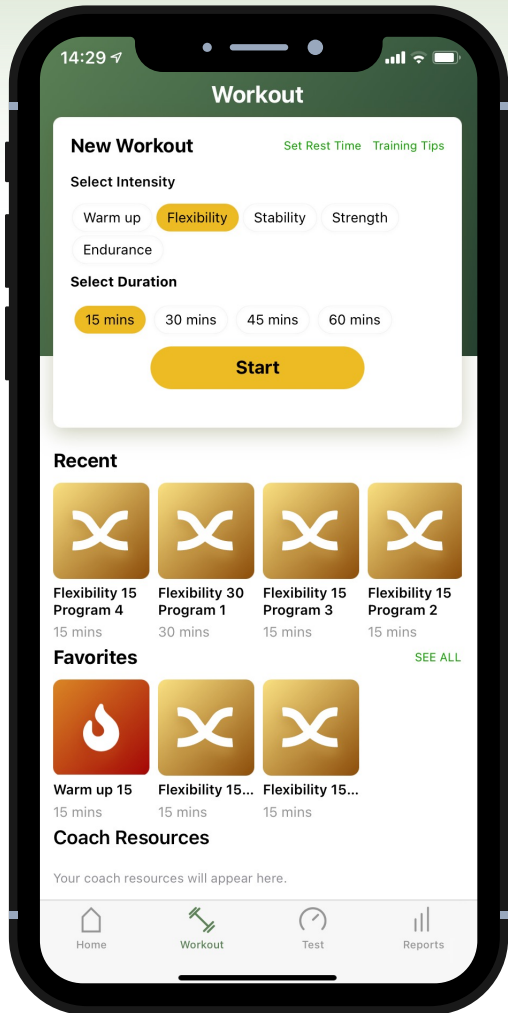 14:29
Workout
New Workout
Set Rest Time Training Tips
Select Intensity
Warm up Flexibility Stability Strength
Endurance
Select Duration
15 mins 30 mins 45 mins 60 mins
Start
Recent
Flexibility 15 Flexibility 30 Flexibility 15 Flexibility 15
Program 4 Program 1 Program 3 Program 2
15 mins 30 mins 15 mins 15 mins
Favorites SEE ALL
Warm up 15 Flexibility 15... Flexibility 15...
15 mins 15 mins 15 mins
Coach Resources
Your coach resources will appear here.
Home Workout Test Reports